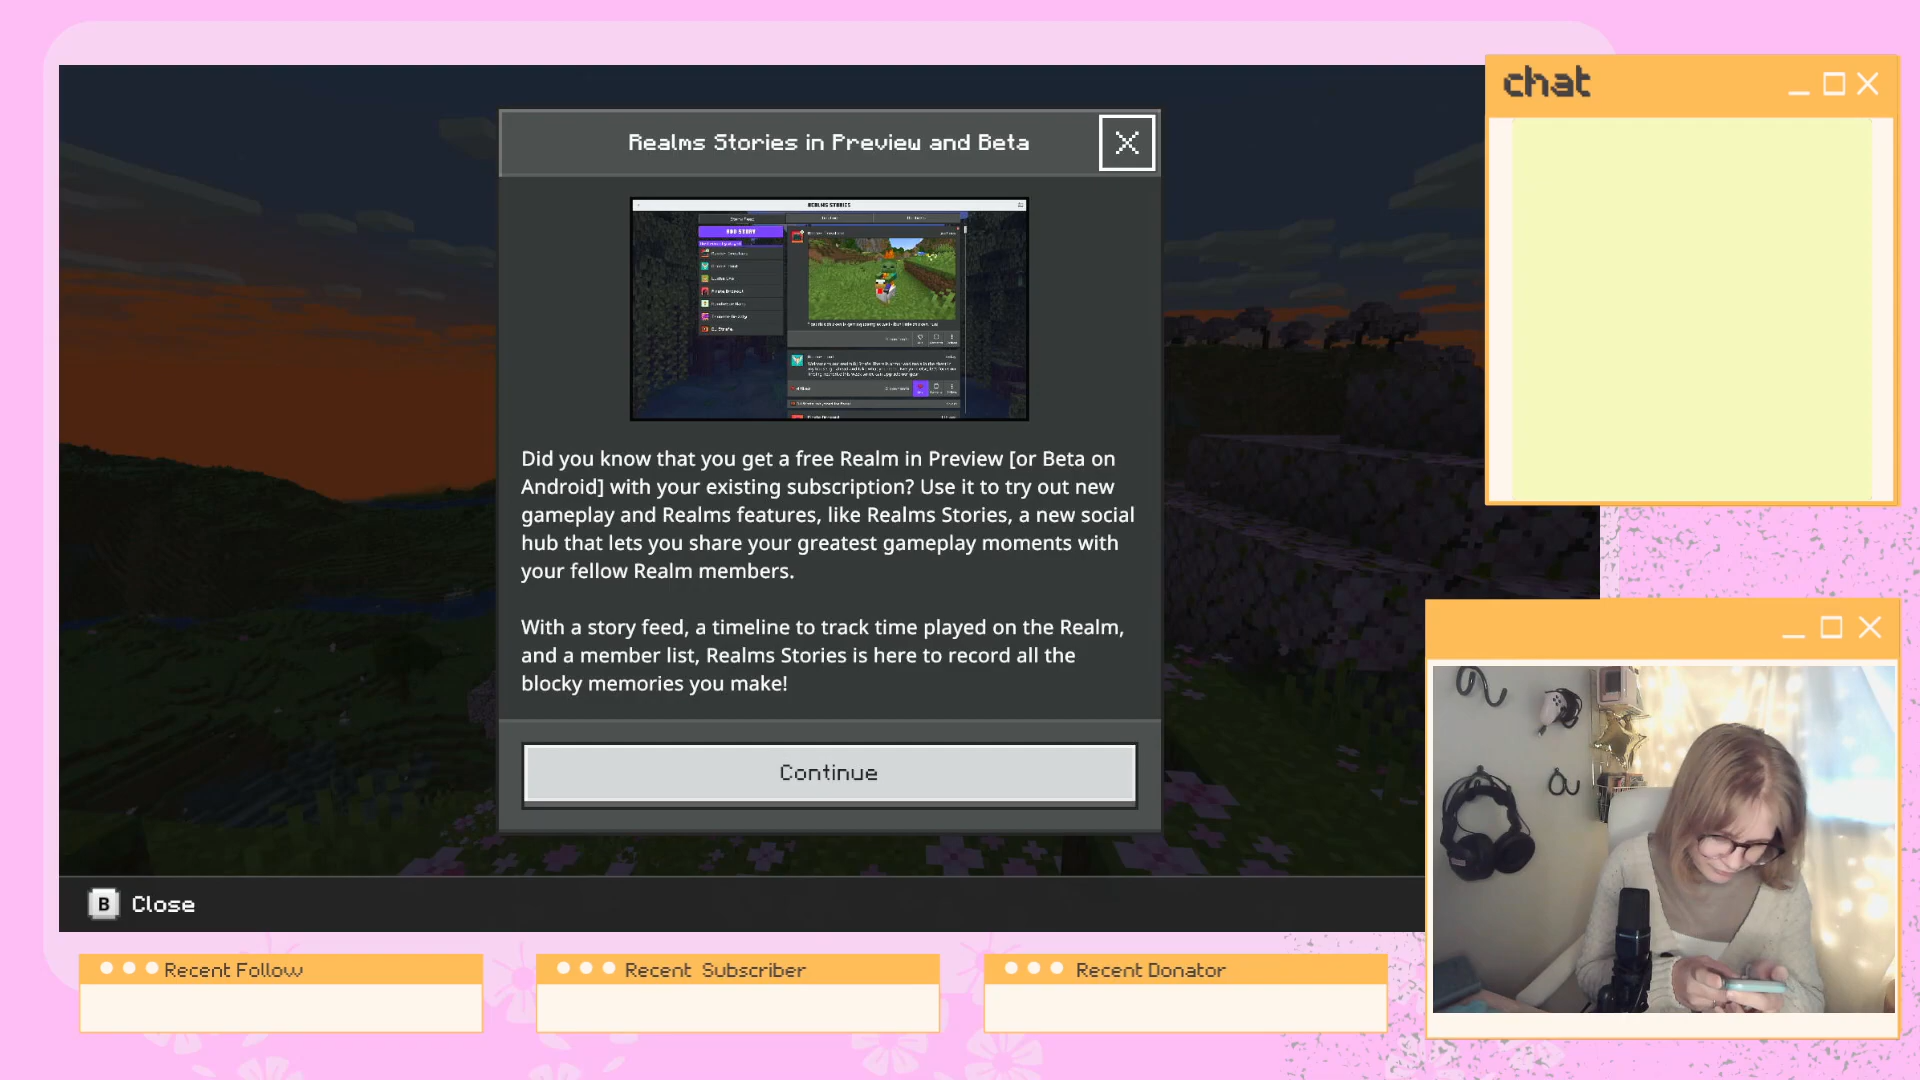 chat
Realms Stories in Preview and Beta
REALMS STORIES
ADD STORY
Did you know that you get a free Realm in Preview [or Beta on
Android] with your existing subscription? Use it to try out new
gameplay and Realms features, like Realms Stories, a new social
hub that lets you share your greatest gameplay moments with
your fellow Realm members.
With a story feed, a timeline to track time played on the Realm,
and a member list, Realms Stories is here to record all the
blocky memories you make!
Continue
B Close
Recent Follow
Recent Subscriber
Recent Donator